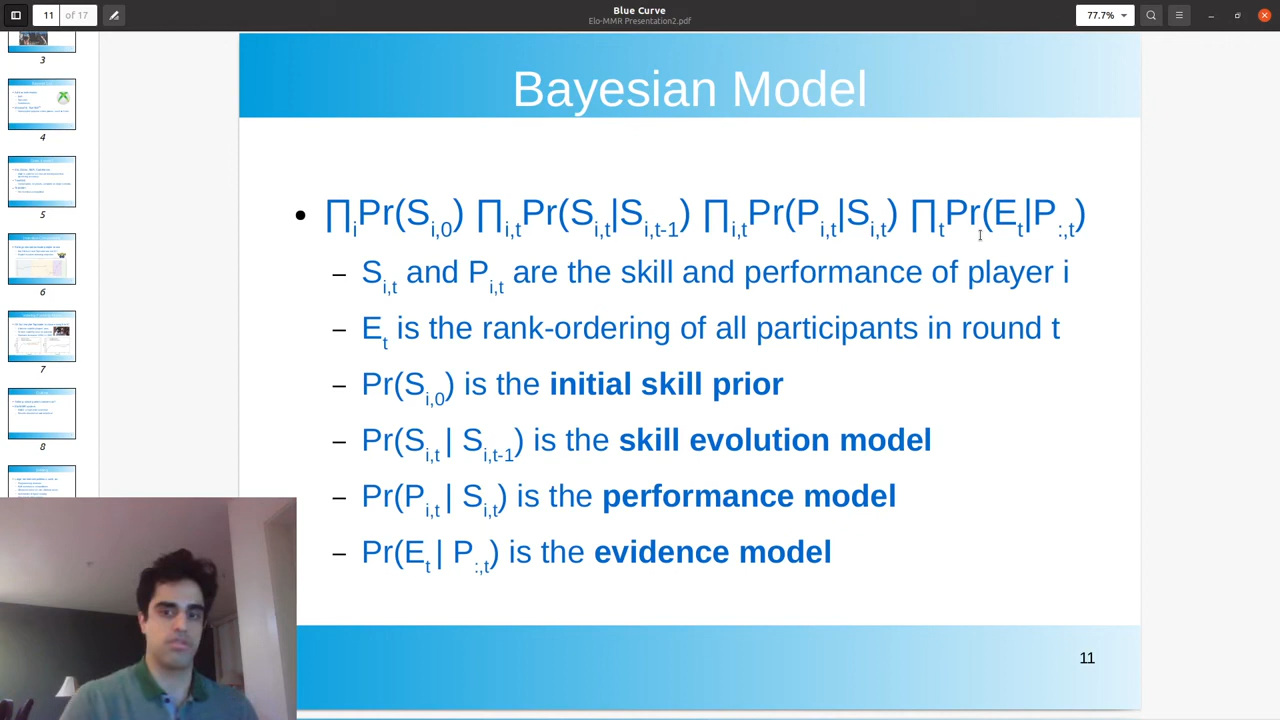 Blue Curve
Elo-MMR Presentation2.pdf
11 of 17
77.7%
3
4
5
6
7
8
Bayesian Model
• ∏iPr(Si,0) ∏i,tPr(Si,t|Si,t-1) ∏i,tPr(Pi,t|Si,t) ∏tPr(Et|P:,t)
– Si,t and Pi,t are the skill and performance of player i
– Et is the rank-ordering of all participants in round t
– Pr(Si,0) is the initial skill prior
– Pr(Si,t | Si,t-1) is the skill evolution model
– Pr(Pi,t | Si,t) is the performance model
– Pr(Et | P:,t) is the evidence model
11